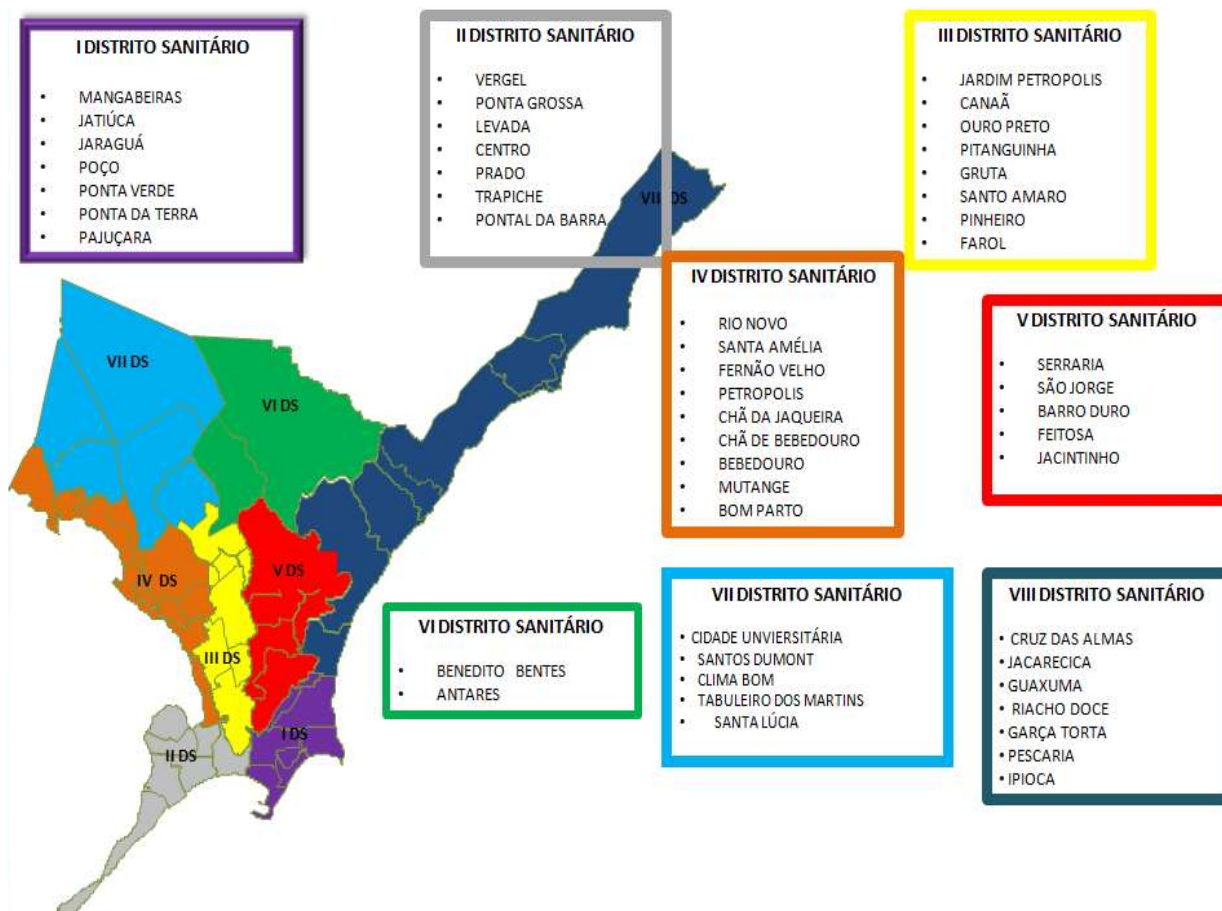 I DISTRITO SANITÁRIO
• MANGABEIRAS
• JATIÚCA
• JARAGUÁ
• POÇO
• PONTA VERDE
• PONTA DA TERRA
• PAJUÇARA
II DISTRITO SANITÁRIO
• VERGEL
• PONTA GROSSA
• LEVADA
• CENTRO
• PRADO
• TRAPICHE
• PONTAL DA BARRA
III DISTRITO SANITÁRIO
• JARDIM PETROPOLIS
• CANAÃ
• OURO PRETO
• PITANGUINHA
• GRUTA
• SANTO AMARO
• PINHEIRO
• FAROL
IV DISTRITO SANITÁRIO
• RIO NOVO
• SANTA AMÉLIA
• FERNÃO VELHO
• PETROPOLIS
• CHÃ DA JAQUEIRA
• CHÃ DE BEBEDOURO
• BEBEDOURO
• MUTANGE
• BOM PARTO
V DISTRITO SANITÁRIO
• SERRARIA
• SÃO JORGE
• BARRO DURO
• FEITOSA
• JACINTINHO
VI DISTRITO SANITÁRIO
• BENEDITO BENTES
• ANTARES
VII DISTRITO SANITÁRIO
• CIDADE UNVIERSITÁRIA
• SANTOS DUMONT
• CLIMA BOM
• TABULEIRO DOS MARTINS
• SANTA LÚCIA
VIII DISTRITO SANITÁRIO
• CRUZ DAS ALMAS
• JACARECICA
• GUAXUMA
• RIACHO DOCE
• GARÇA TORTA
• PESCARIA
• IPIOCA
DS
VII DS
VI DS
V DS
IV DS
III DS
II DS
I DS